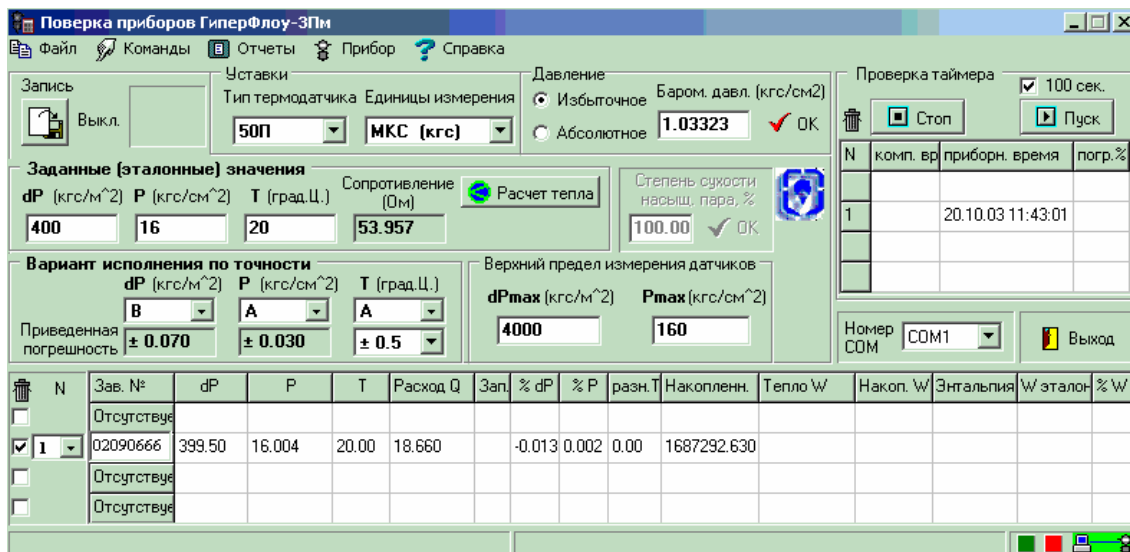 Поверка приборов ГиперФлоу-3Пм
Файл Команды Отчеты Прибор Справка
Запись
Выкл.
Уставки
Тип термодатчика Единицы измерения
50П МКС (кгс)
Давление
Избыточное
Абсолютное
Баром. давл. (кгс/см2)
1.03323 OK
Проверка таймера
100 сек.
Стоп Пуск
N комп. вр приборн. время погр.%
1 20.10.03 11:43:01
Заданные (эталонные) значения
dP (кгс/м^2) P (кгс/см^2) T (град.Ц.) Сопротивление (Ом)
400 16 20 53.957
Расчет тепла
Степень сухости
насыщ. пара, %
100.00 OK
Вариант исполнения по точности
dP (кгс/м^2) P (кгс/см^2) T (град.Ц.)
B A A
Приведенная
погрешность ± 0.070 ± 0.030 ± 0.5
Верхний предел измерения датчиков
dPmax (кгс/м^2) Pmax (кгс/см^2)
4000 160
Номер
COM COM1
Выход
N Зав. № dP P T Расход Q Зап. % dP % P разн.T Накопленн. Тепло W Накоп. W Энтальпия W эталон % W
Отсутствуе
1 02090666 399.50 16.004 20.00 18.660 -0.013 0.002 0.00 1687292.630
Отсутствуе
Отсутствуе